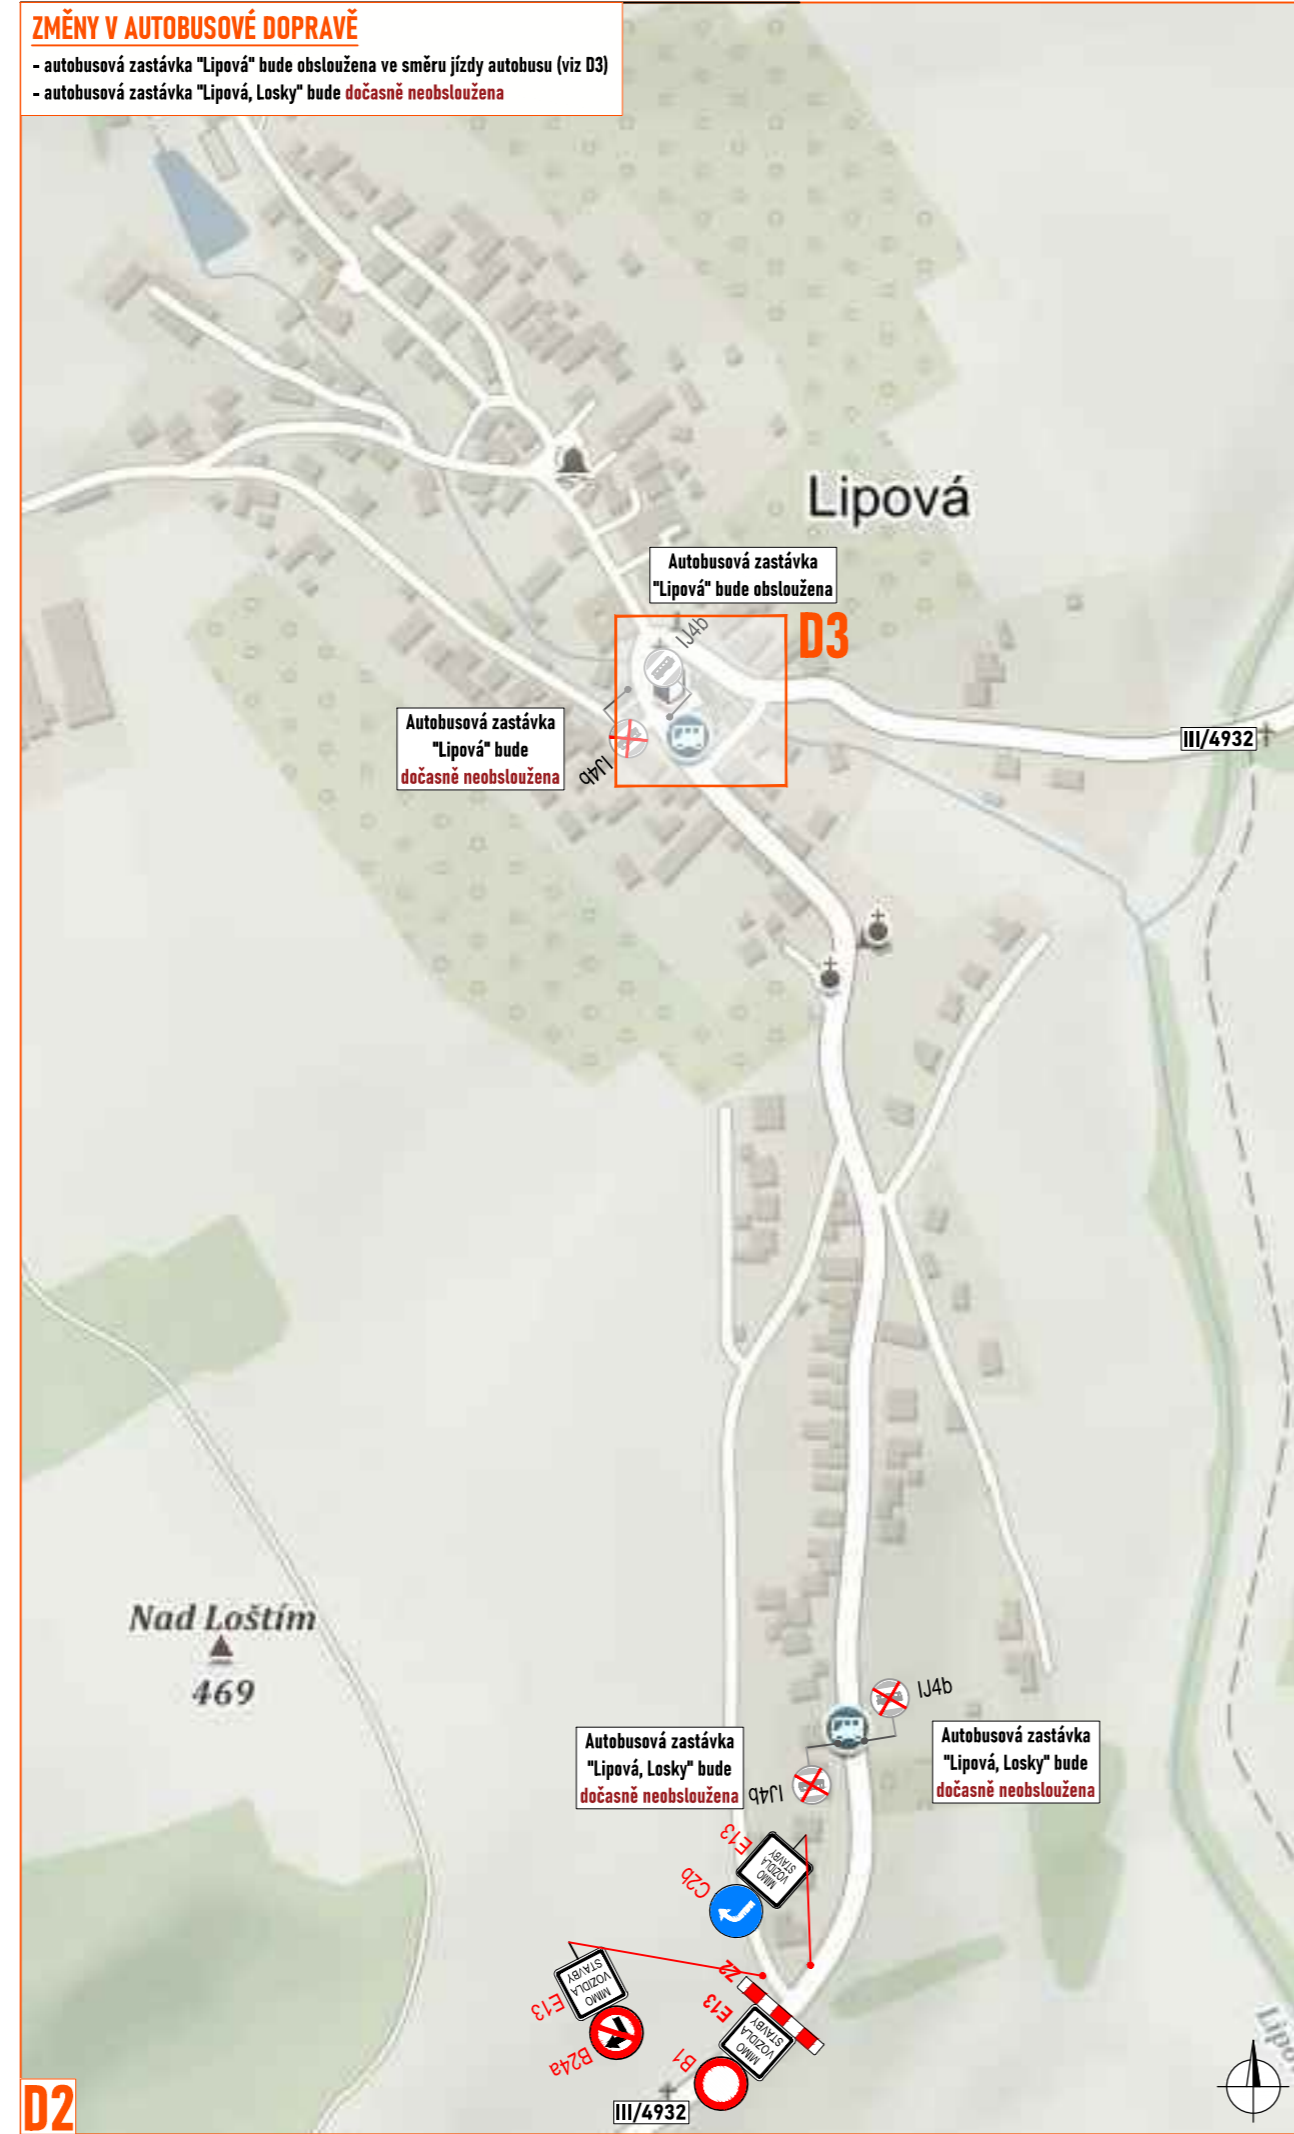 ZMĚNY V AUTOBUSOVÉ DOPRAVĚ
- autobusová zastávka "Lipová" bude obsloužena ve směru jízdy autobusu (viz D3)
- autobusová zastávka "Lipová, Losky" bude dočasně neobsloužena
Lipová
Autobusová zastávka
"Lipová" bude obsloužena
D3
IJ4b
Autobusová zastávka
"Lipová" bude
dočasně neobsloužena
IJ4b
III/4932
Nad Loštím
469
IJ4b
Autobusová zastávka
"Lipová, Losky" bude
dočasně neobsloužena
IJ4b
Autobusová zastávka
"Lipová, Losky" bude
dočasně neobsloužena
E13
MIMO
VOZIDLA
STAVBY
C2b
Z2
E13
MIMO
VOZIDLA
STAVBY
B24a
E13
MIMO
VOZIDLA
STAVBY
B1
III/4932
D2